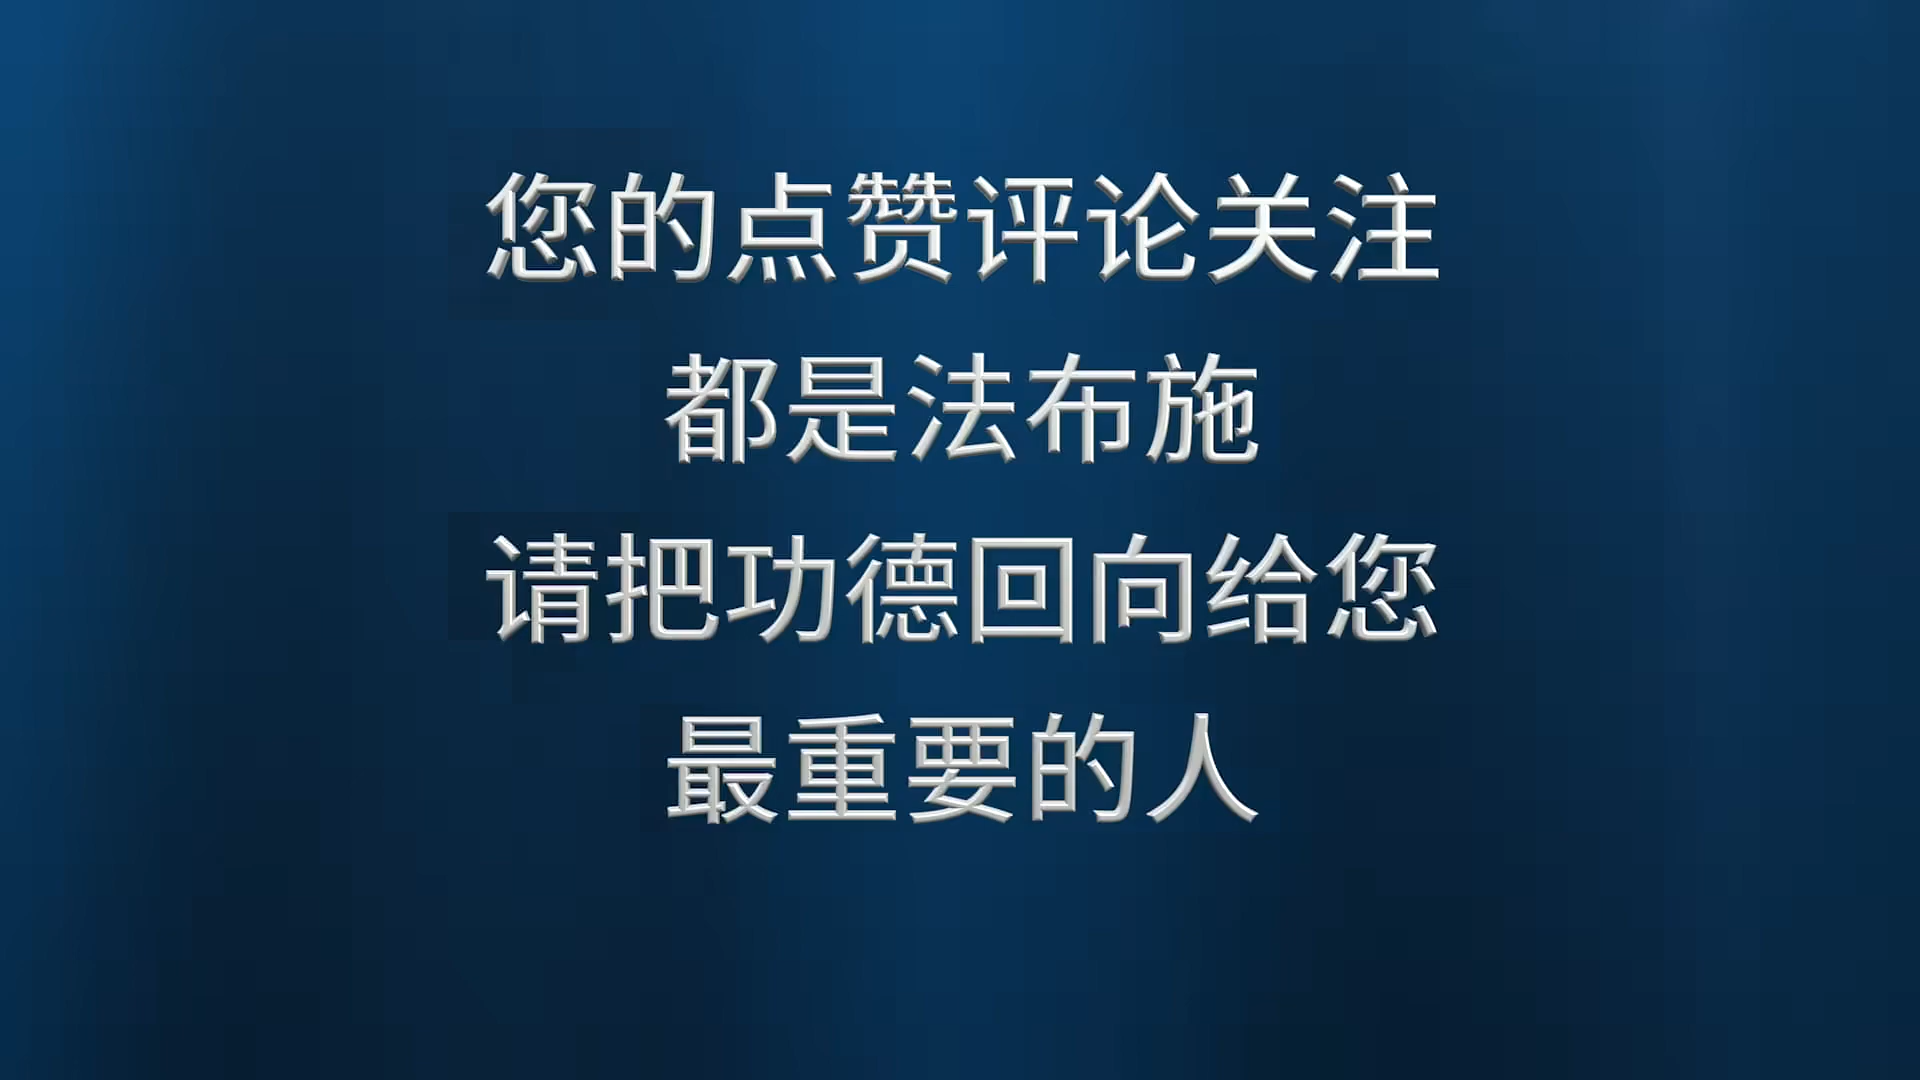 您的点赞评论关注
都是法布施
请把功德回向给您
最重要的人